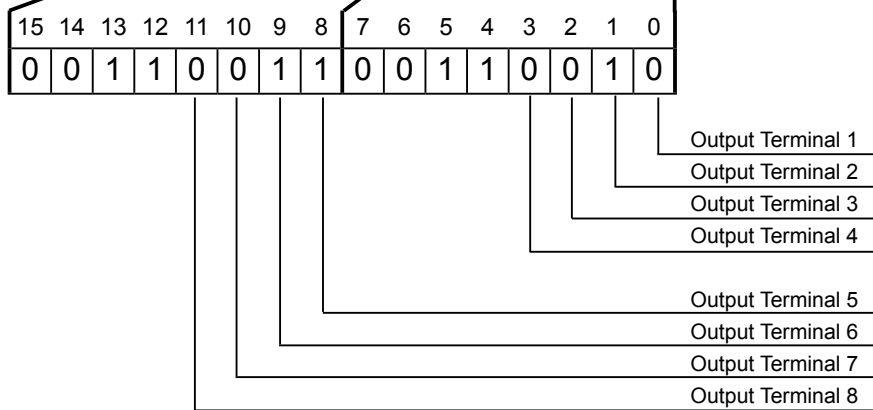 15 14 13 12 11 10 9 8 7 6 5 4 3 2 1 0
0 0 1 1 0 0 1 1 0 0 1 1 0 0 1 0
Output Terminal 1
Output Terminal 2
Output Terminal 3
Output Terminal 4
Output Terminal 5
Output Terminal 6
Output Terminal 7
Output Terminal 8